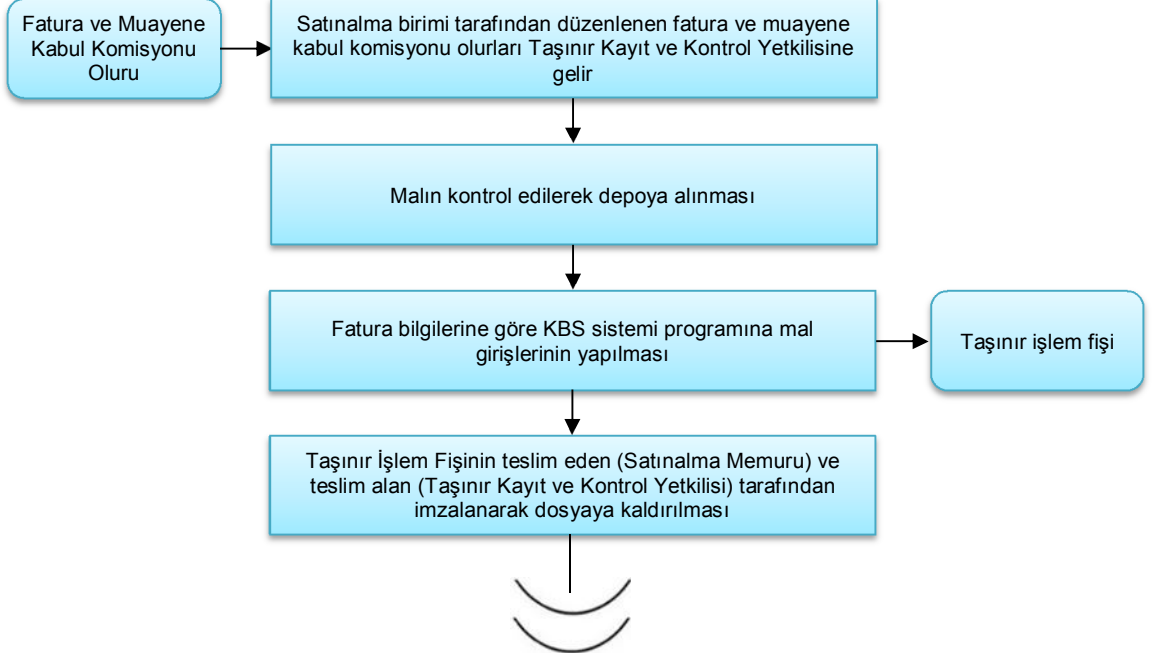 Fatura ve Muayene
Kabul Komisyonu
Oluru
Satınalma birimi tarafından düzenlenen fatura ve muayene
kabul komisyonu olurları Taşınır Kayıt ve Kontrol Yetkilisine
gelir
Malın kontrol edilerek depoya alınması
Fatura bilgilerine göre KBS sistemi programına mal
girişlerinin yapılması
Taşınır işlem fişi
Taşınır İşlem Fişinin teslim eden (Satınalma Memuru) ve
teslim alan (Taşınır Kayıt ve Kontrol Yetkilisi) tarafından
imzalanarak dosyaya kaldırılması